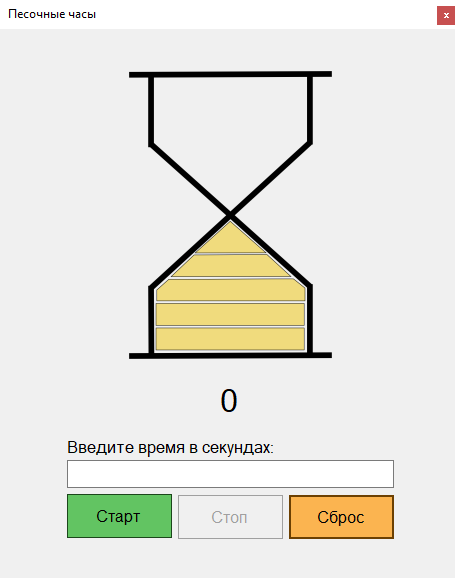 Песочные часы
x
0
Введите время в секундах:
Старт Стоп Сброс